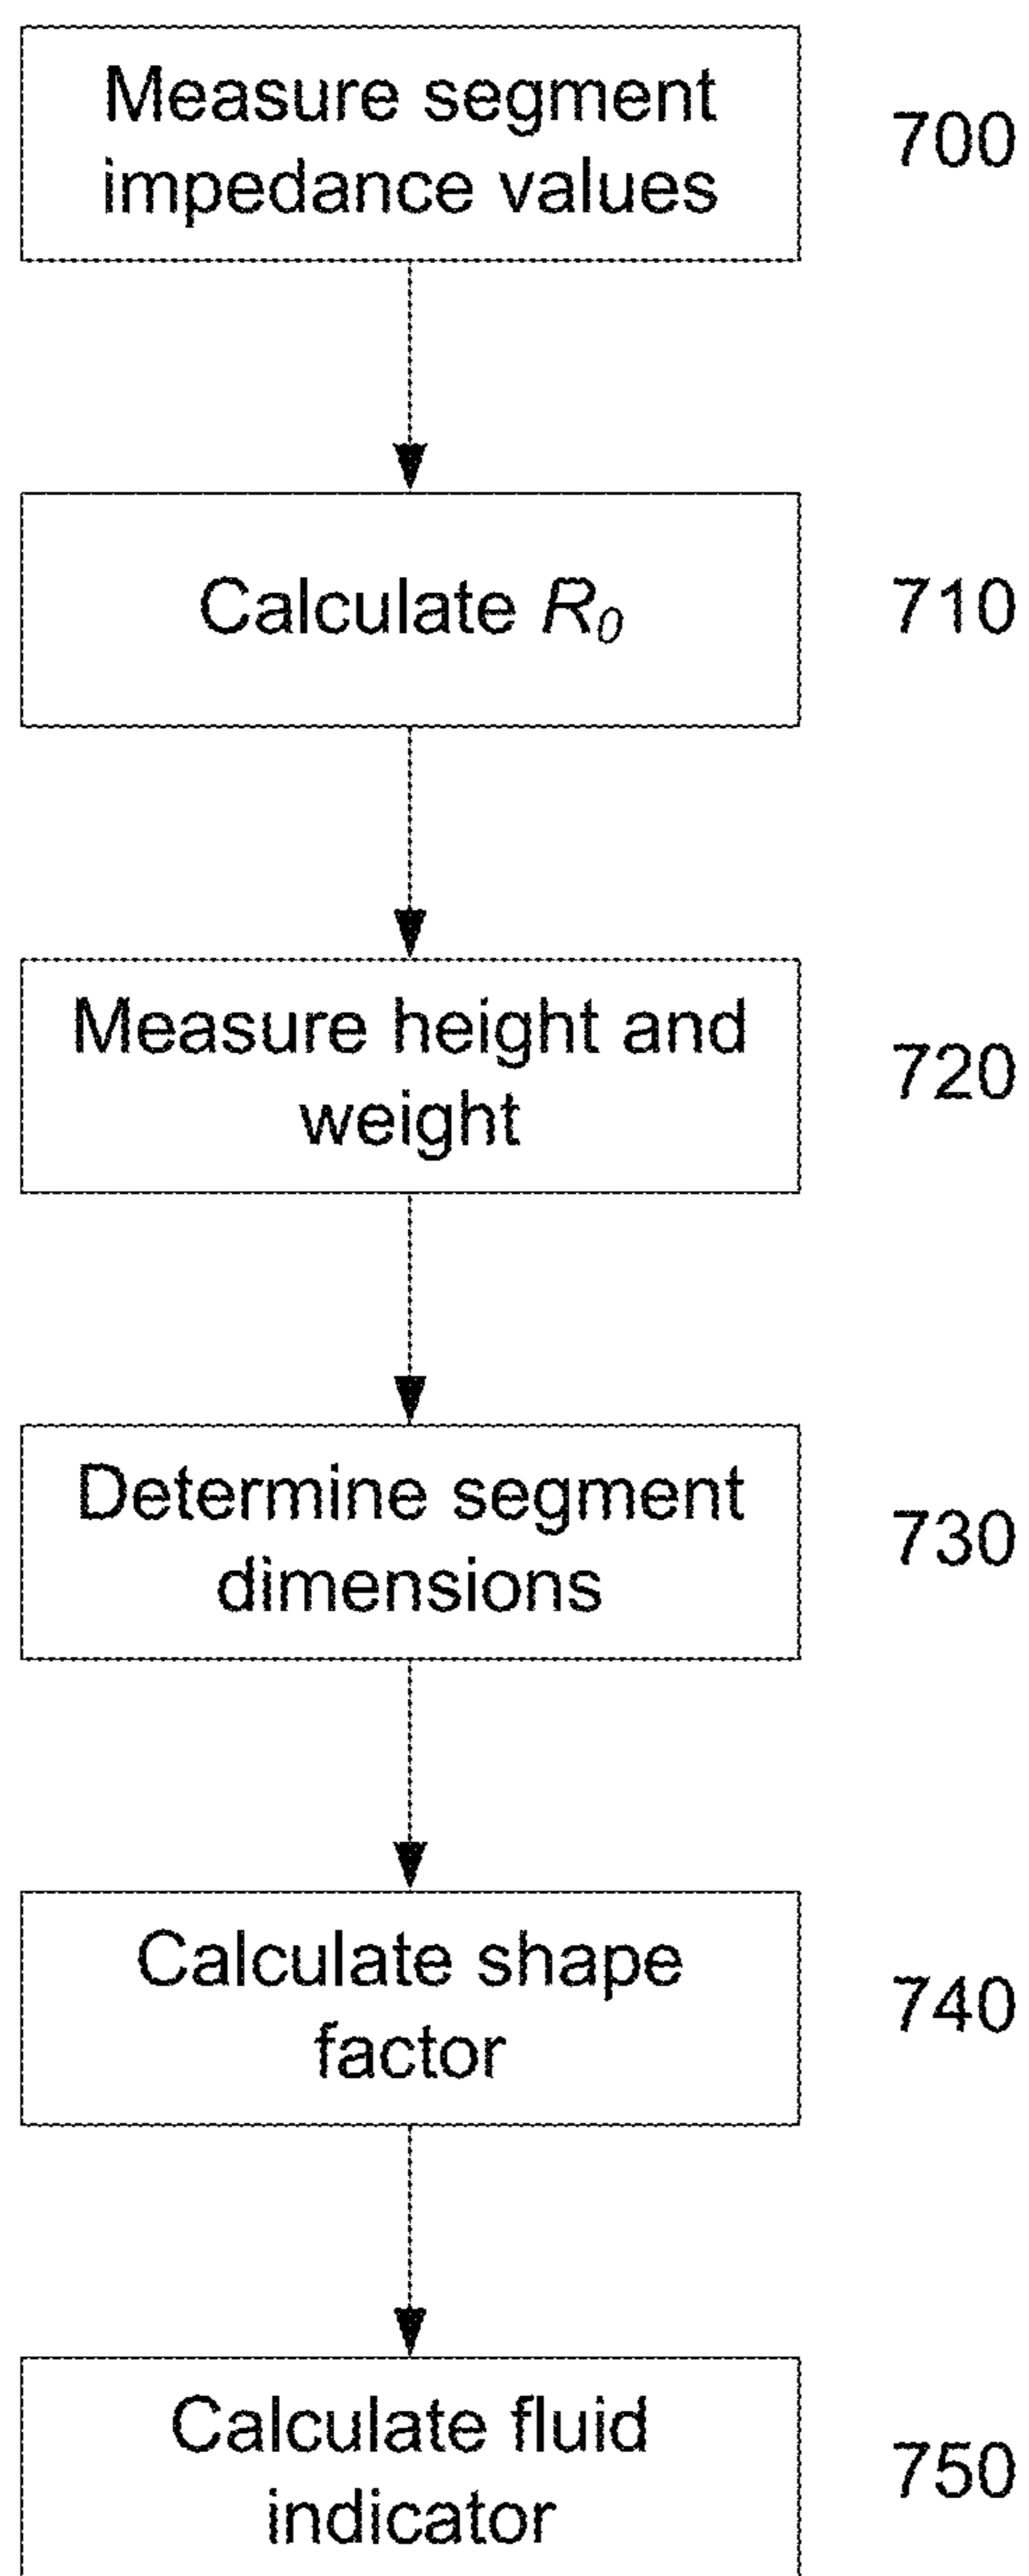 Measure segment
impedance values
700
Calculate R0
710
Measure height and
weight
720
Determine segment
dimensions
730
Calculate shape
factor
740
Calculate fluid
indicator
750